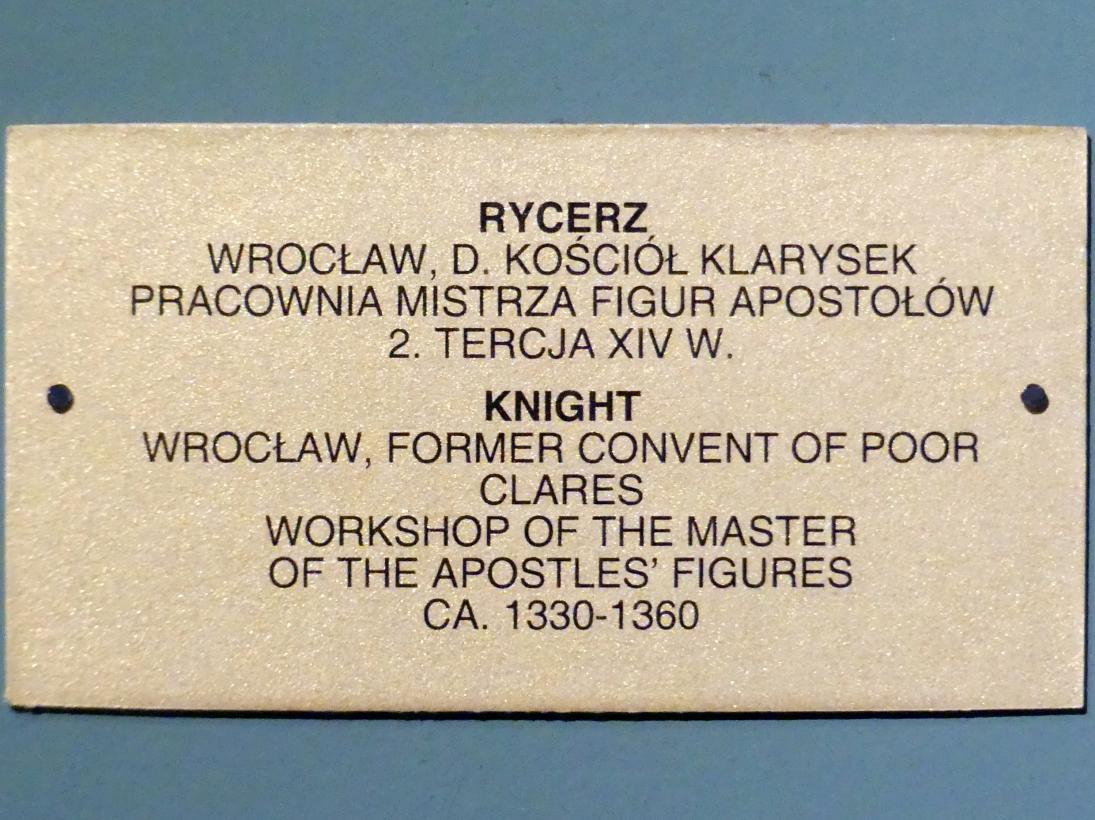 RYCERZ
WROCŁAW, D. KOŚCIÓŁ KLARYSEK
PRACOWNIA MISTRZA FIGUR APOSTOŁÓW
2. TERCJA XIV W.
KNIGHT
WROCŁAW, FORMER CONVENT OF POOR
CLARES
WORKSHOP OF THE MASTER
OF THE APOSTLES' FIGURES
CA. 1330-1360